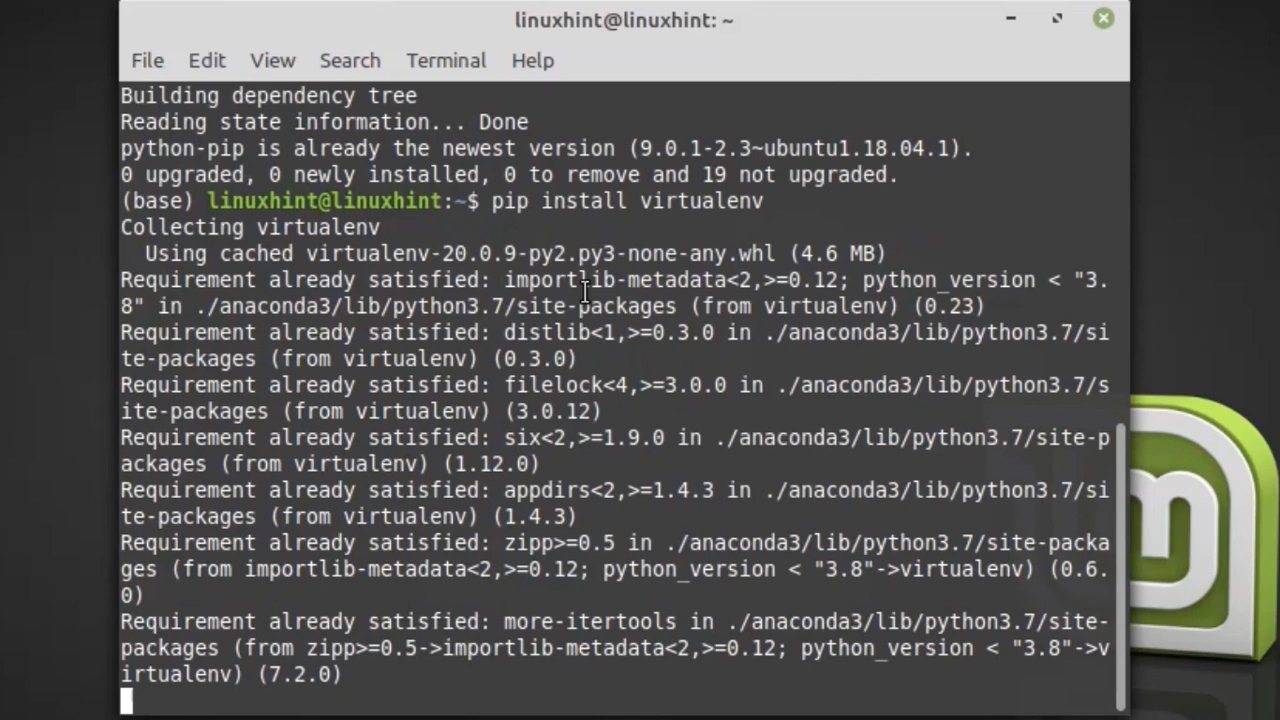 linuxhint@linuxhint: ~
File Edit View Search Terminal Help
Building dependency tree
Reading state information... Done
python-pip is already the newest version (9.0.1-2.3~ubuntu1.18.04.1).
0 upgraded, 0 newly installed, 0 to remove and 19 not upgraded.
(base) linuxhint@linuxhint:~$ pip install virtualenv
Collecting virtualenv
  Using cached virtualenv-20.0.9-py2.py3-none-any.whl (4.6 MB)
Requirement already satisfied: importlib-metadata<2,>=0.12; python_version < "3.
8" in ./anaconda3/lib/python3.7/site-packages (from virtualenv) (0.23)
Requirement already satisfied: distlib<1,>=0.3.0 in ./anaconda3/lib/python3.7/si
te-packages (from virtualenv) (0.3.0)
Requirement already satisfied: filelock<4,>=3.0.0 in ./anaconda3/lib/python3.7/s
ite-packages (from virtualenv) (3.0.12)
Requirement already satisfied: six<2,>=1.9.0 in ./anaconda3/lib/python3.7/site-p
ackages (from virtualenv) (1.12.0)
Requirement already satisfied: appdirs<2,>=1.4.3 in ./anaconda3/lib/python3.7/si
te-packages (from virtualenv) (1.4.3)
Requirement already satisfied: zipp>=0.5 in ./anaconda3/lib/python3.7/site-packa
ges (from importlib-metadata<2,>=0.12; python_version < "3.8"->virtualenv) (0.6.
0)
Requirement already satisfied: more-itertools in ./anaconda3/lib/python3.7/site-
packages (from zipp>=0.5->importlib-metadata<2,>=0.12; python_version < "3.8"->v
irtualenv) (7.2.0)